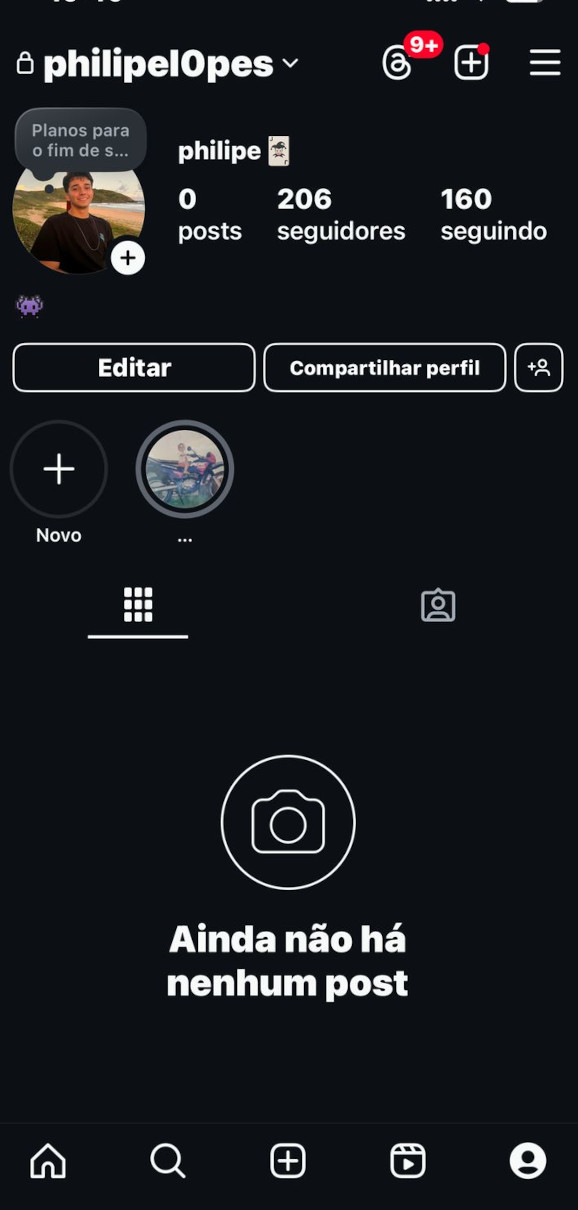 philipel0pes
9+
Planos para
o fim de s...
philipe
0
posts
206
seguidores
160
seguindo
Editar
Compartilhar perfil
Novo
...
Ainda não há
nenhum post